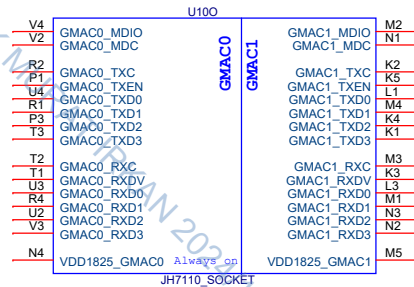 U10O
V4 GMAC0_MDIO GMAC1_MDIO M2
V2 GMAC0_MDC GMAC1_MDC N1
GMAC0 GMAC1
R2 GMAC0_TXC GMAC1_TXC K2
P1 GMAC0_TXEN GMAC1_TXEN K5
U4 GMAC0_TXD0 GMAC1_TXD0 L1
R1 GMAC0_TXD1 GMAC1_TXD1 M4
P3 GMAC0_TXD2 GMAC1_TXD2 K4
T3 GMAC0_TXD3 GMAC1_TXD3 K1
T2 GMAC0_RXC GMAC1_RXC M3
T1 GMAC0_RXDV GMAC1_RXDV K3
U3 GMAC0_RXD0 GMAC1_RXD0 L3
R4 GMAC0_RXD1 GMAC1_RXD1 M1
U2 GMAC0_RXD2 GMAC1_RXD2 N3
V3 GMAC0_RXD3 GMAC1_RXD3 N2
N4 VDD1825_GMAC0 Always on VDD1825_GMAC1 M5
JH7110_SOCKET
2024